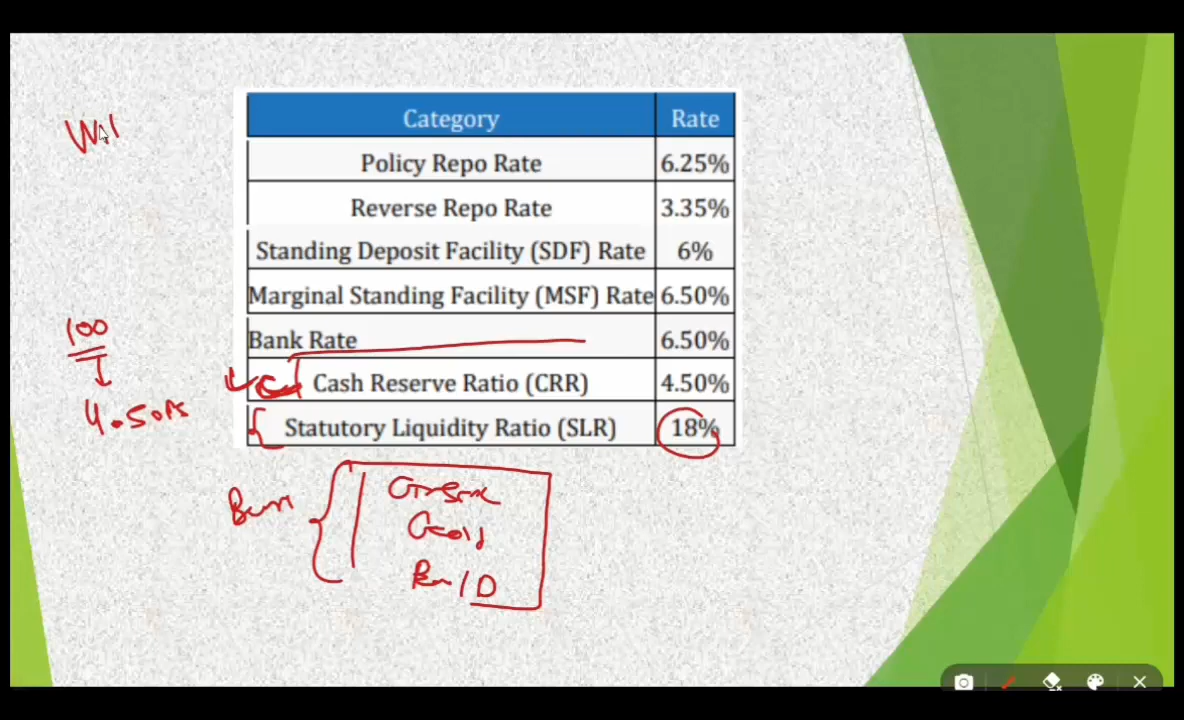 Category Rate
Policy Repo Rate 6.25%
Reverse Repo Rate 3.35%
Standing Deposit Facility (SDF) Rate 6%
Marginal Standing Facility (MSF) Rate 6.50%
Bank Rate 6.50%
100
Cash Reserve Ratio (CRR) 4.50%
Statutory Liquidity Ratio (SLR) 18%
Gold